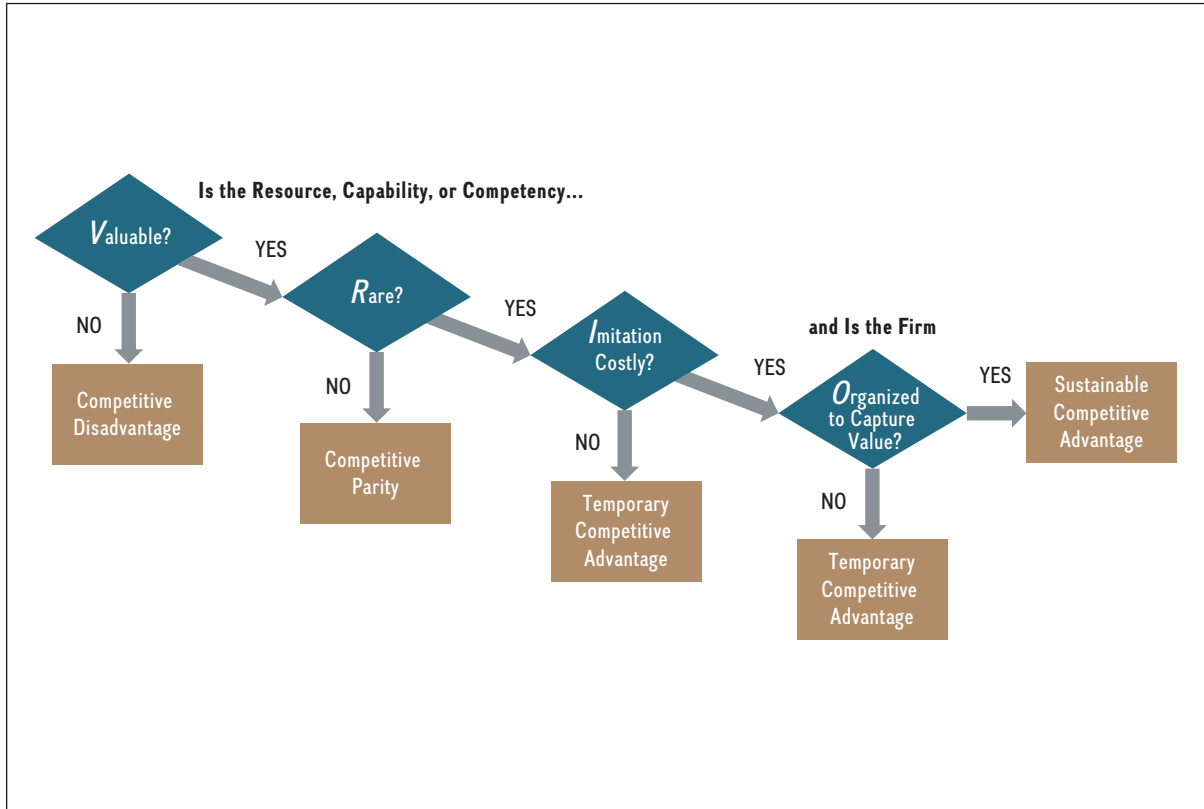 Is the Resource, Capability, or Competency...
Valuable?
YES
NO
Competitive
Disadvantage
Rare?
YES
NO
Competitive
Parity
Imitation
Costly?
YES
NO
Temporary
Competitive
Advantage
and Is the Firm
Organized
to Capture
Value?
YES
NO
Temporary
Competitive
Advantage
Sustainable
Competitive
Advantage